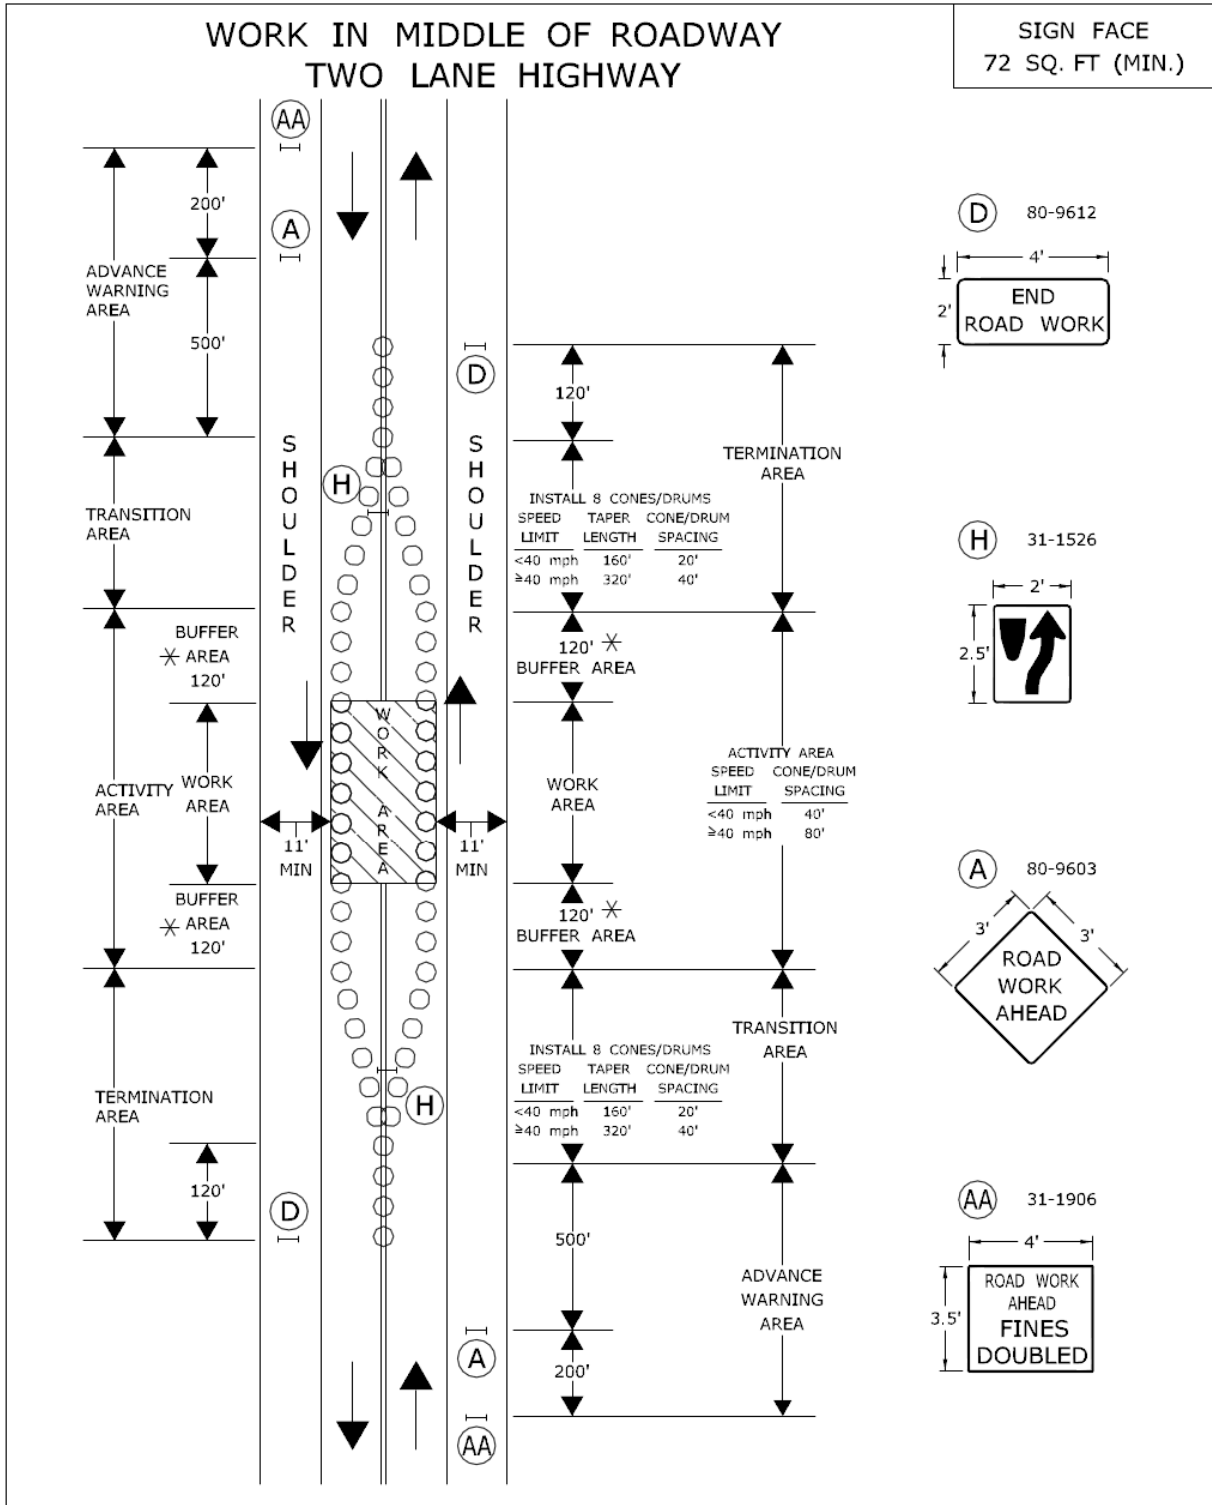 WORK IN MIDDLE OF ROADWAY
TWO LANE HIGHWAY
SIGN FACE
72 SQ. FT (MIN.)
AA
200'
A
ADVANCE
WARNING
AREA
500'
TRANSITION
AREA
BUFFER
* AREA
120'
ACTIVITY
AREA
WORK
AREA
BUFFER
* AREA
120'
TERMINATION
AREA
120'
D
SHOULDER
H
11'
MIN
WORK AREA
SHOULDER
D
11'
MIN
H
A
AA
120'
TERMINATION
AREA
INSTALL 8 CONES/DRUMS
SPEED TAPER CONE/DRUM
LIMIT LENGTH SPACING
<40 mph 160' 20'
≥40 mph 320' 40'
120' *
BUFFER AREA
WORK
AREA
ACTIVITY AREA
SPEED CONE/DRUM
LIMIT SPACING
<40 mph 40'
≥40 mph 80'
120' *
BUFFER AREA
TRANSITION
AREA
INSTALL 8 CONES/DRUMS
SPEED TAPER CONE/DRUM
LIMIT LENGTH SPACING
<40 mph 160' 20'
≥40 mph 320' 40'
500'
ADVANCE
WARNING
AREA
200'
D 80-9612
4'
2'
END
ROAD WORK
H 31-1526
2'
2.5'
A 80-9603
3' 3'
ROAD
WORK
AHEAD
AA 31-1906
4'
3.5'
ROAD WORK
AHEAD
FINES
DOUBLED